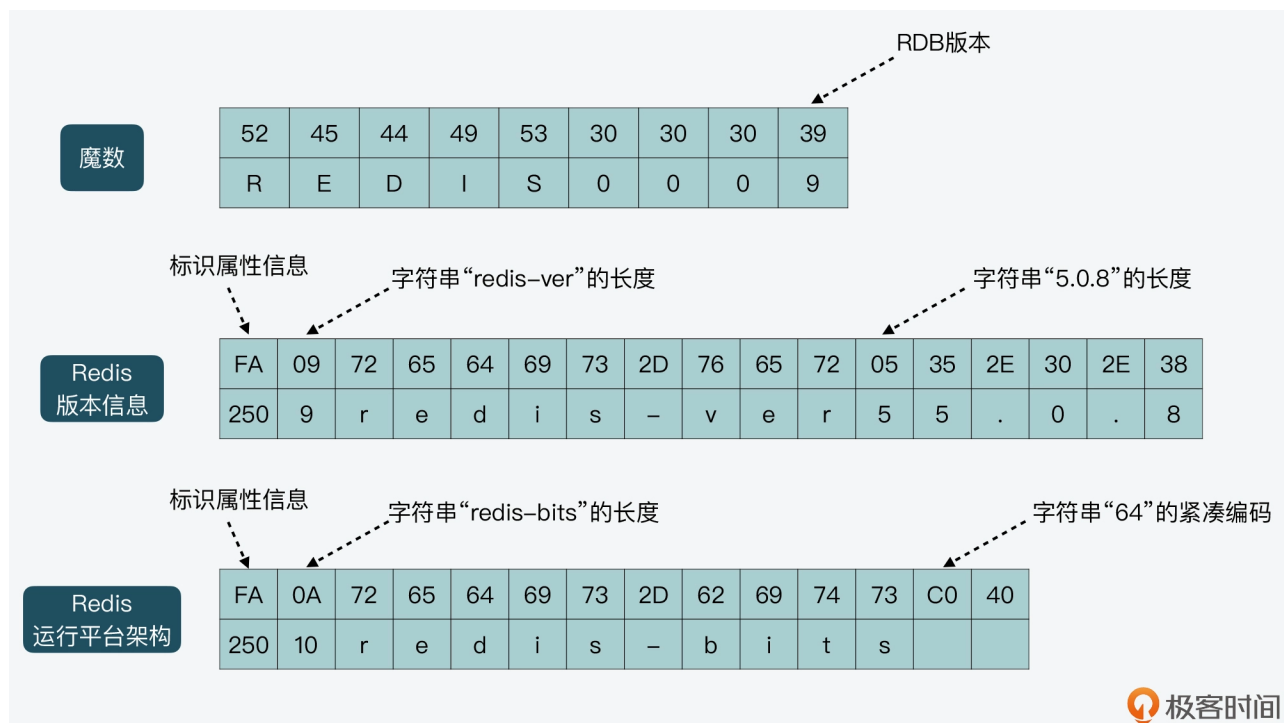 RDB版本
魔数
52 45 44 49 53 30 30 30 39
R E D I S 0 0 0 9
标识属性信息
字符串“redis-ver”的长度
字符串“5.0.8”的长度
Redis
版本信息
FA 09 72 65 64 69 73 2D 76 65 72 05 35 2E 30 2E 38
250 9 r e d i s - v e r 5 5 . 0 . 8
标识属性信息
字符串“redis-bits”的长度
字符串“64”的紧凑编码
Redis
运行平台架构
FA 0A 72 65 64 69 73 2D 62 69 74 73 C0 40
250 10 r e d i s - b i t s
极客时间